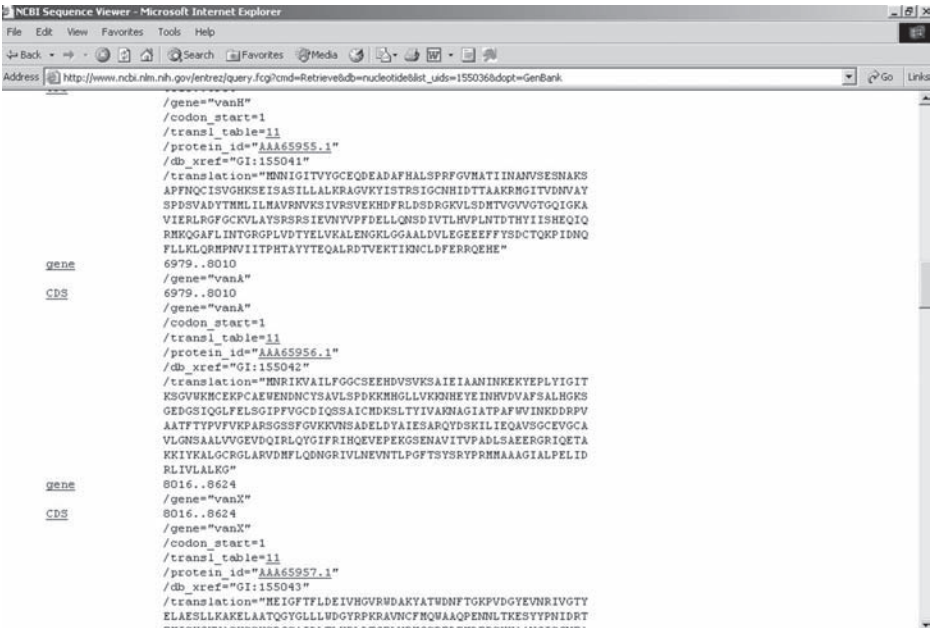 NCBI Sequence Viewer - Microsoft Internet Explorer
File Edit View Favorites Tools Help
Back Search Favorites Media
Address http://www.ncbi.nlm.nih.gov/entrez/query.fcgi?cmd=Retrieve&db=nucleotide&list_uids=155036&dopt=GenBank Go Links
/gene="vanH"
/codon_start=1
/transl_table=11
/protein_id="AAA65955.1"
/db_xref="GI:155041"
/translation="MNNIGITVYGCEQDEADAFHALSPRFGVMATIINANVSESNAKS
APFNQCISVGHKSEISASILLALKRAGVKYISTRSIGCNHIDTTAAKRMGITVDNVAY
SPDSVADYTMMLILMAVRNVKSIVRSVEKHDFRLDSDRGKVLSDMTVGVVGTGQIGKA
VIERLRGFGCKVLAYSRSRSIEVNYVPFDELLQNSDIVTLHVPLNTDTHYIISHEQIQ
RMKQGAFLINTGRGPLVDTYELVKALENGKLGGAALDVLEGEEEFFYSDCTQKPIDNQ
FLLKLQRMPNVIITPHTAYYTEQALRDTVEKTIKNCLDFERRQEHE"
gene 6979..8010
/gene="vanA"
CDS 6979..8010
/gene="vanA"
/codon_start=1
/transl_table=11
/protein_id="AAA65956.1"
/db_xref="GI:155042"
/translation="MNRIKVAILFGGCSEEHDVSVKSAIEIAANINKEKYEPLYIGIT
KSGVWKMCEKPCAEWENDNCYSAVLSPDKKMHGLLVKKNHEYEINHVDVAFSALHGKS
GEDGSIQGLFELSGIPFVGCDIQSSAICMDKSLTYIVAKNAGIATPAFWVINKDDRPV
AATFTYPVFVKPARSGSSFGVKKVNSADELDYAIESARQYDSKILIEQAVSGCEVGCA
VLGNSAALVVGEVDQIRLQYGIFRIHQEVEPEKGSENAVITVPADLSAEERGRIQETA
KKIYKALGCRGLARVDMFLQDNGRIVLNEVNTLPGFTSYSRYPRMMAAAGIALPELID
RLIVLALKG"
gene 8016..8624
/gene="vanX"
CDS 8016..8624
/gene="vanX"
/codon_start=1
/transl_table=11
/protein_id="AAA65957.1"
/db_xref="GI:155043"
/translation="MEIGFTFLDEIVHGVRWDAKYATWDNFTGKPVDGYEVNRIVGTY
ELAESLLKAKELAATQGYGLLLWDGYRPKRAVNCFMQWAAQPENNLTKESYYPNIDRT